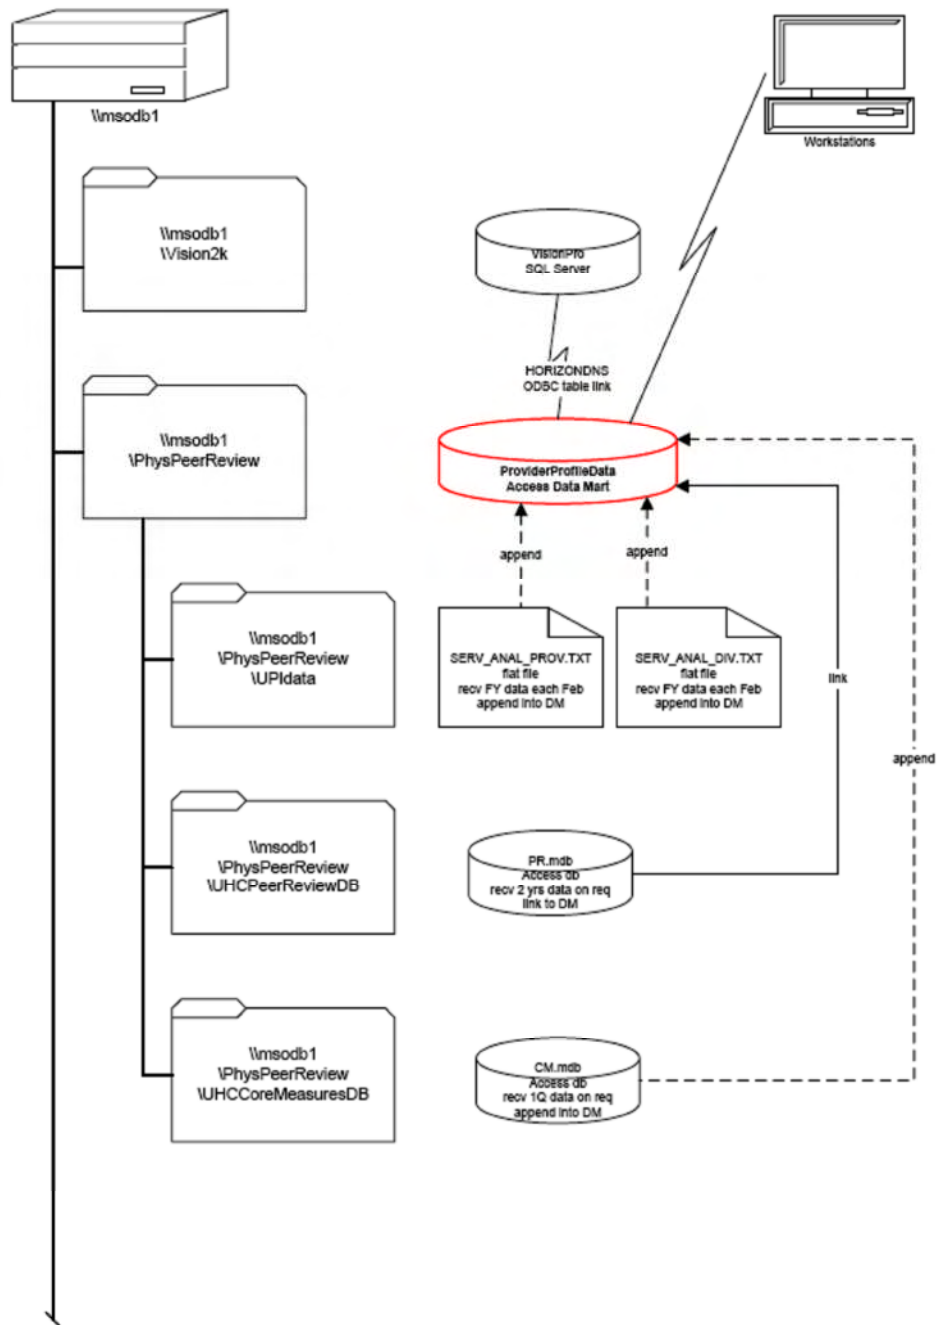 \\msodb1
Workstations
\\msodb1
\Vision2k
VisionPro
SQL Server
HORIZONDNS
ODBC table link
\\msodb1
\PhysPeerReview
ProviderProfileData
Access Data Mart
append
append
\\msodb1
\PhysPeerReview
\UPIdata
SERV_ANAL_PROV.TXT
flat file
recv FY data each Feb
append into DM
SERV_ANAL_DIV.TXT
flat file
recv FY data each Feb
append into DM
link
append
\\msodb1
\PhysPeerReview
\UHCPeerReviewDB
PR.mdb
Access db
recv 2 yrs data on req
link to DM
\\msodb1
\PhysPeerReview
\UHCCoreMeasuresDB
CM.mdb
Access db
recv 1Q data on req
append into DM